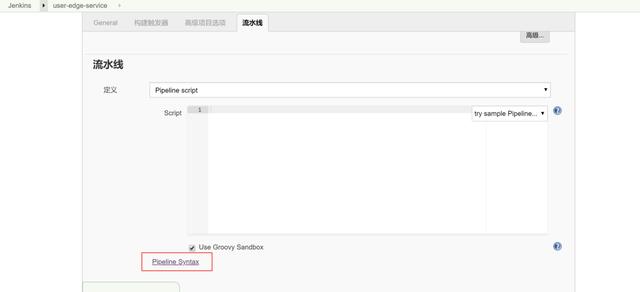 Jenkins user-edge-service
General 构建触发器 高级项目选项 流水线
高级...
流水线
定义 Pipeline script
Script 1 try sample Pipeline...
Use Groovy Sandbox
Pipeline Syntax